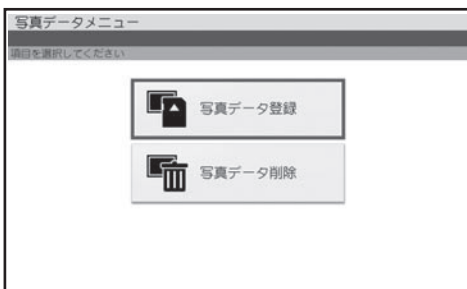 写真データメニュー
項目を選択してください
写真データ登録
写真データ削除